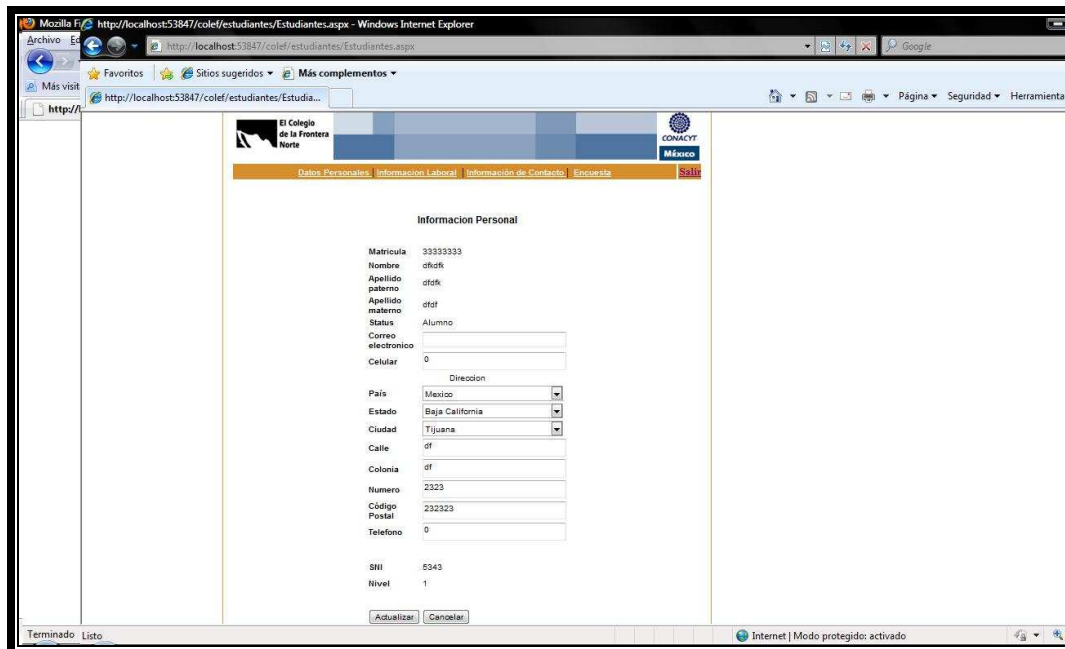 Mozilla Fi
http://localhost:53847/colef/estudiantes/Estudiantes.aspx - Windows Internet Explorer
Archivo Ed
http://localhost:53847/colef/estudiantes/Estudiantes.aspx
Google
Favoritos Sitios sugeridos Más complementos
Más visit
http://localhost:53847/colef/estudiantes/Estudia...
Página Seguridad Herramienta
http://l
El Colegio
de la Frontera
Norte
CONACYT
México
Datos Personales | Informacion Laboral | Información de Contacto | Encuesta Salir
Informacion Personal
Matricula 33333333
Nombre dfkdfk
Apellido paterno dfdfk
Apellido materno dfdf
Status Alumno
Correo electronico
Celular 0
Direccion
País Mexico
Estado Baja California
Ciudad Tijuana
Calle df
Colonia df
Numero 2323
Código Postal 232323
Telefono 0
SNI 5343
Nivel 1
Actualizar Cancelar
Terminado Listo Internet | Modo protegido: activado